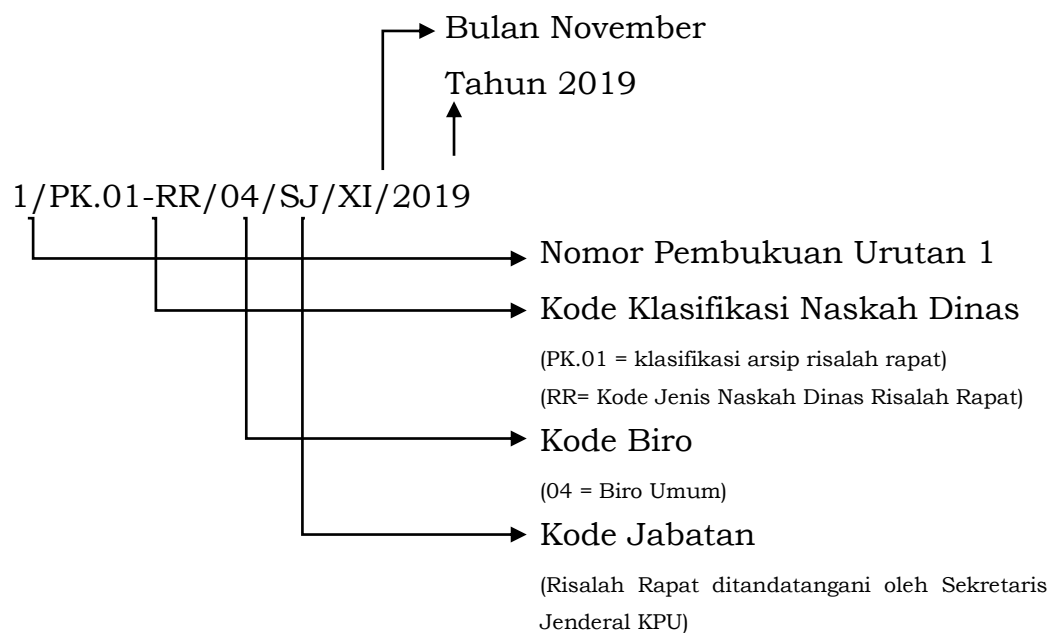 Bulan November
Tahun 2019
1/PK.01-RR/04/SJ/XI/2019
Nomor Pembukuan Urutan 1
Kode Klasifikasi Naskah Dinas
(PK.01 = klasifikasi arsip risalah rapat)
(RR= Kode Jenis Naskah Dinas Risalah Rapat)
Kode Biro
(04 = Biro Umum)
Kode Jabatan
(Risalah Rapat ditandatangani oleh Sekretaris
Jenderal KPU)